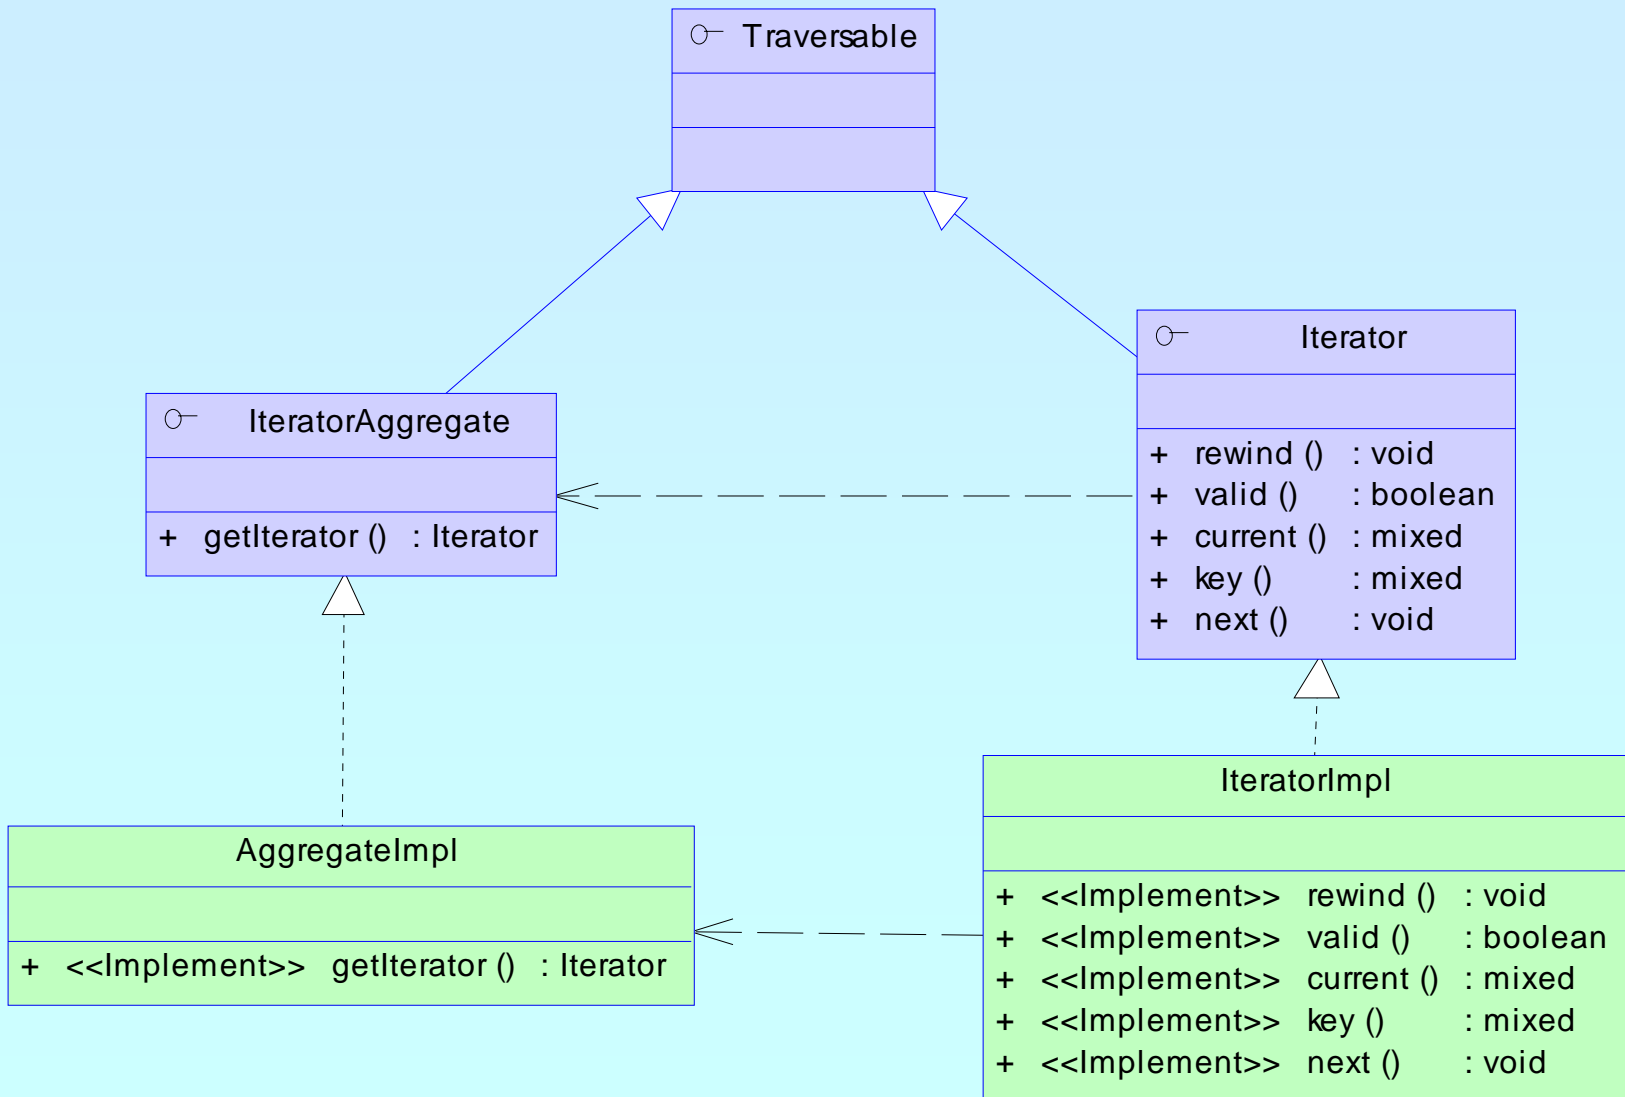 Traversable
Iterator
+ rewind () : void
+ valid () : boolean
+ current () : mixed
+ key () : mixed
+ next () : void
IteratorAggregate
+ getIterator () : Iterator
IteratorImpl
+ <<Implement>> rewind () : void
+ <<Implement>> valid () : boolean
+ <<Implement>> current () : mixed
+ <<Implement>> key () : mixed
+ <<Implement>> next () : void
AggregateImpl
+ <<Implement>> getIterator () : Iterator